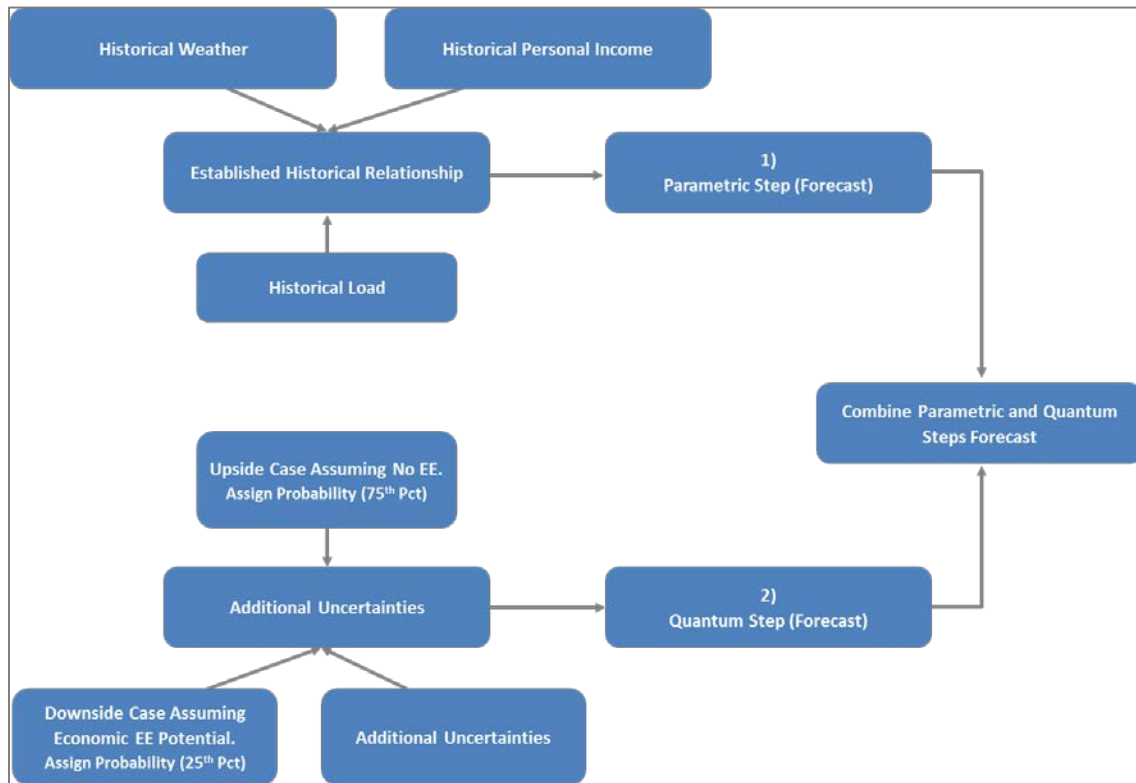 Historical Weather
Historical Personal Income
Established Historical Relationship
1)
Parametric Step (Forecast)
Historical Load
Combine Parametric and Quantum
Steps Forecast
Upside Case Assuming No EE.
Assign Probability (75th Pct)
Additional Uncertainties
2)
Quantum Step (Forecast)
Downside Case Assuming
Economic EE Potential.
Assign Probability (25th Pct)
Additional Uncertainties